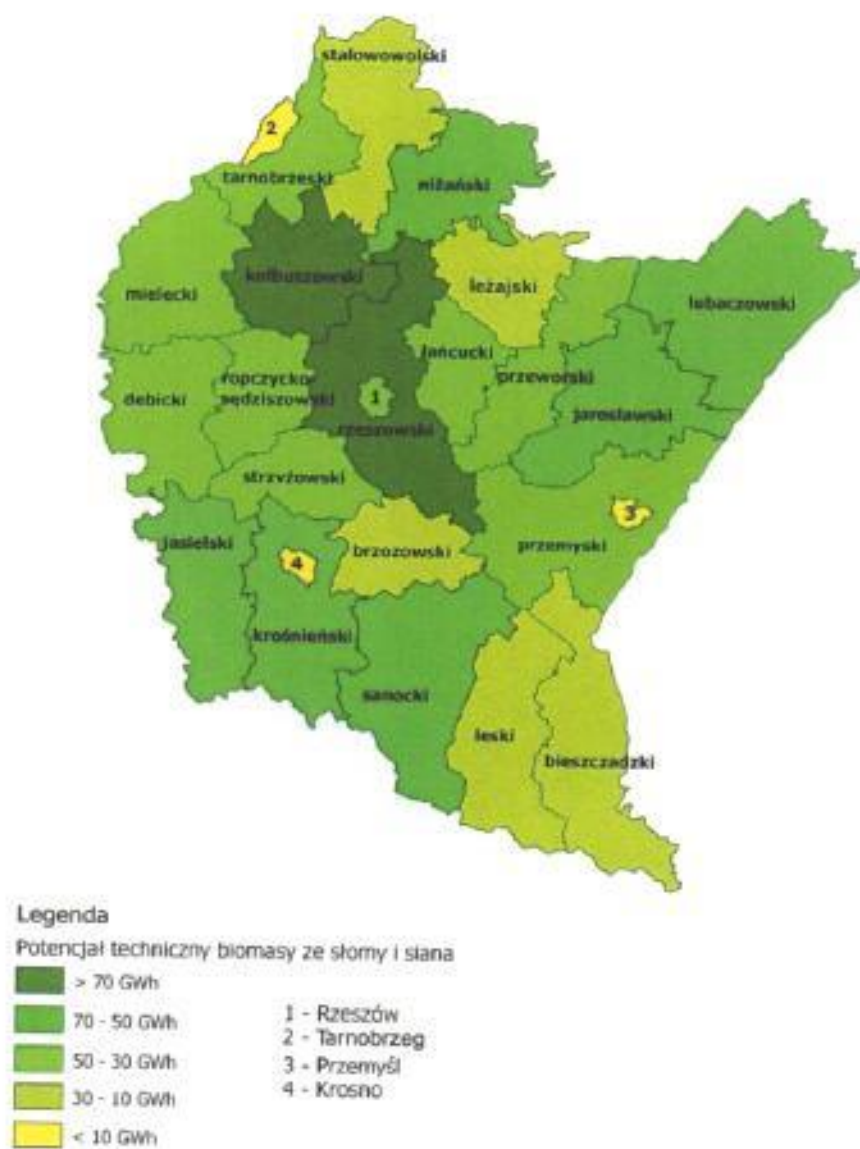 stalowowolski
2
tarnobrzeski
niżański
kolbuszowski
leżajski
mielecki
lubaczowski
łańcucki
ropczycko-
sędziszowski
przeworski
dębicki
1
jarosławski
rzeszowski
strzyżowski
3
jasielski
brzozowski
przemyski
4
krośnieński
sanocki
leski
bieszczadzki
Legenda
Potencjał techniczny biomasy ze słomy i siana
> 70 GWh
70 - 50 GWh
50 - 30 GWh
30 - 10 GWh
< 10 GWh
1 - Rzeszów
2 - Tarnobrzeg
3 - Przemyśl
4 - Krosno